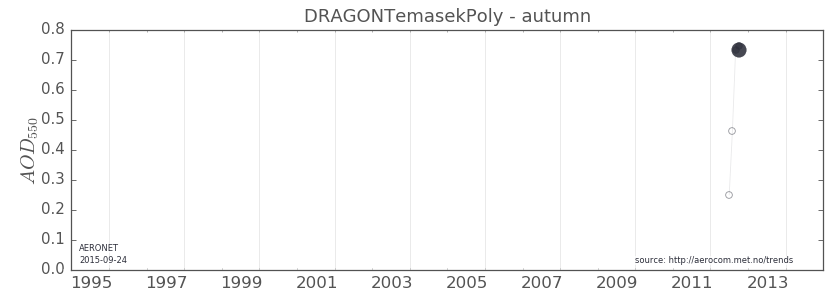 DRAGONTemasekPoly - autumn
0.8
0.7
0.6
0.5
0.4
0.3
0.2
0.1
0.0
AOD550
AERONET
2015-09-24
source: http://aerocom.met.no/trends
1995 1997 1999 2001 2003 2005 2007 2009 2011 2013